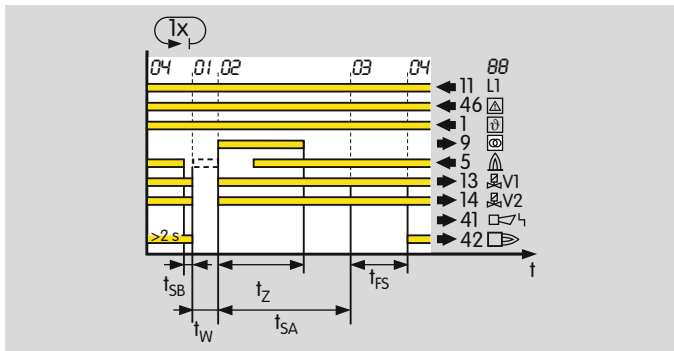 1x
04 01 02 03 04 88
11 L1
46
1 ϑ
9
5
13 V1
14 V2
41
>2 s 42
t
tSB tZ tFS
tW tSA